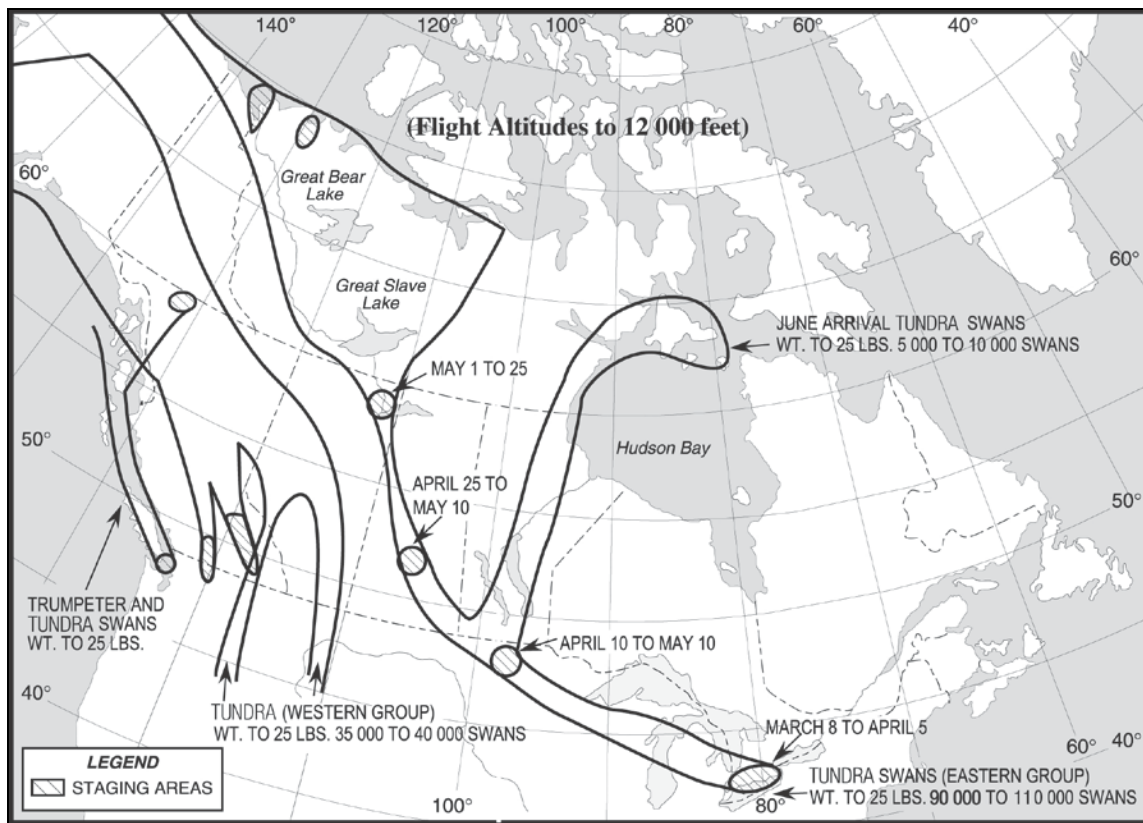 140°
120°
100°
80°
60°
40°
(Flight Altitudes to 12 000 feet)
60°
Great Bear
Lake
Great Slave
Lake
60°
JUNE ARRIVAL TUNDRA SWANS
WT. TO 25 LBS. 5 000 TO 10 000 SWANS
MAY 1 TO 25
50°
Hudson Bay
APRIL 25 TO
MAY 10
50°
TRUMPETER AND
TUNDRA SWANS
WT. TO 25 LBS.
APRIL 10 TO MAY 10
40°
TUNDRA (WESTERN GROUP)
WT. TO 25 LBS. 35 000 TO 40 000 SWANS
MARCH 8 TO APRIL 5
60°
40°
LEGEND
STAGING AREAS
TUNDRA SWANS (EASTERN GROUP)
WT. TO 25 LBS. 90 000 TO 110 000 SWANS
100°
80°